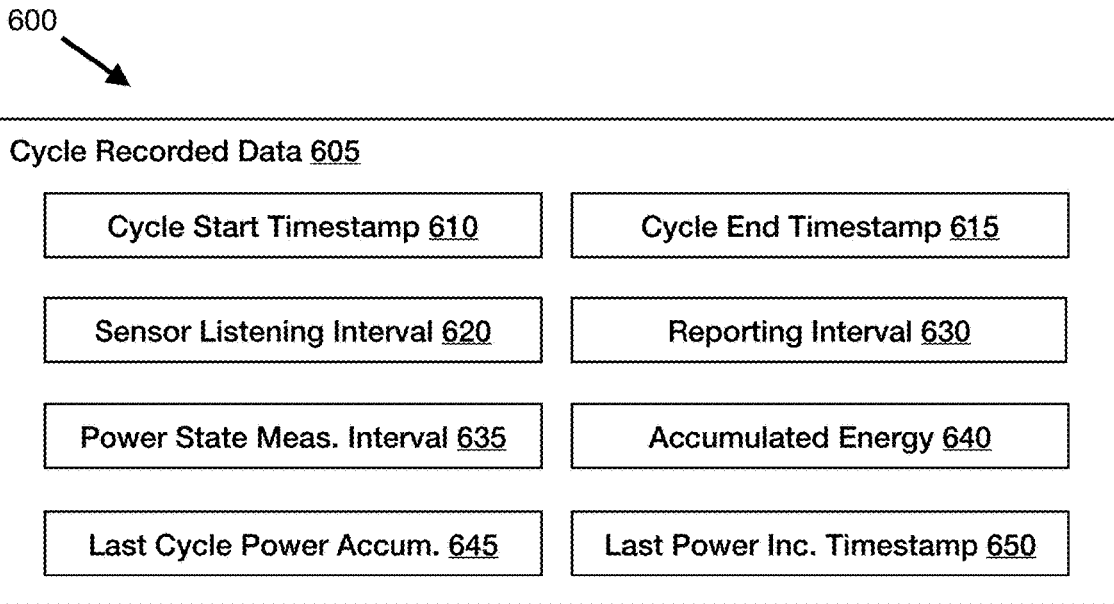 600
Cycle Recorded Data 605
Cycle Start Timestamp 610
Cycle End Timestamp 615
Sensor Listening Interval 620
Reporting Interval 630
Power State Meas. Interval 635
Accumulated Energy 640
Last Cycle Power Accum. 645
Last Power Inc. Timestamp 650